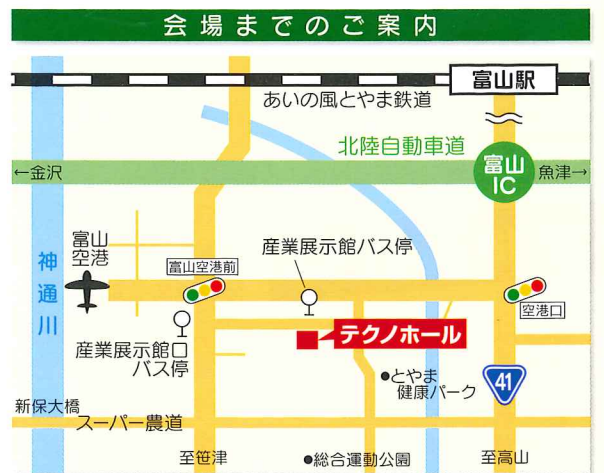 会場までのご案内
富山駅
あいの風とやま鉄道
北陸自動車道
←金沢
富山
IC
魚津→
富山
空港
神通川
富山空港前
産業展示館バス停
空港口
産業展示館口
バス停
テクノホール
とやま
健康パーク
41
新保大橋
スーパー農道
至笹津
総合運動公園
至高山